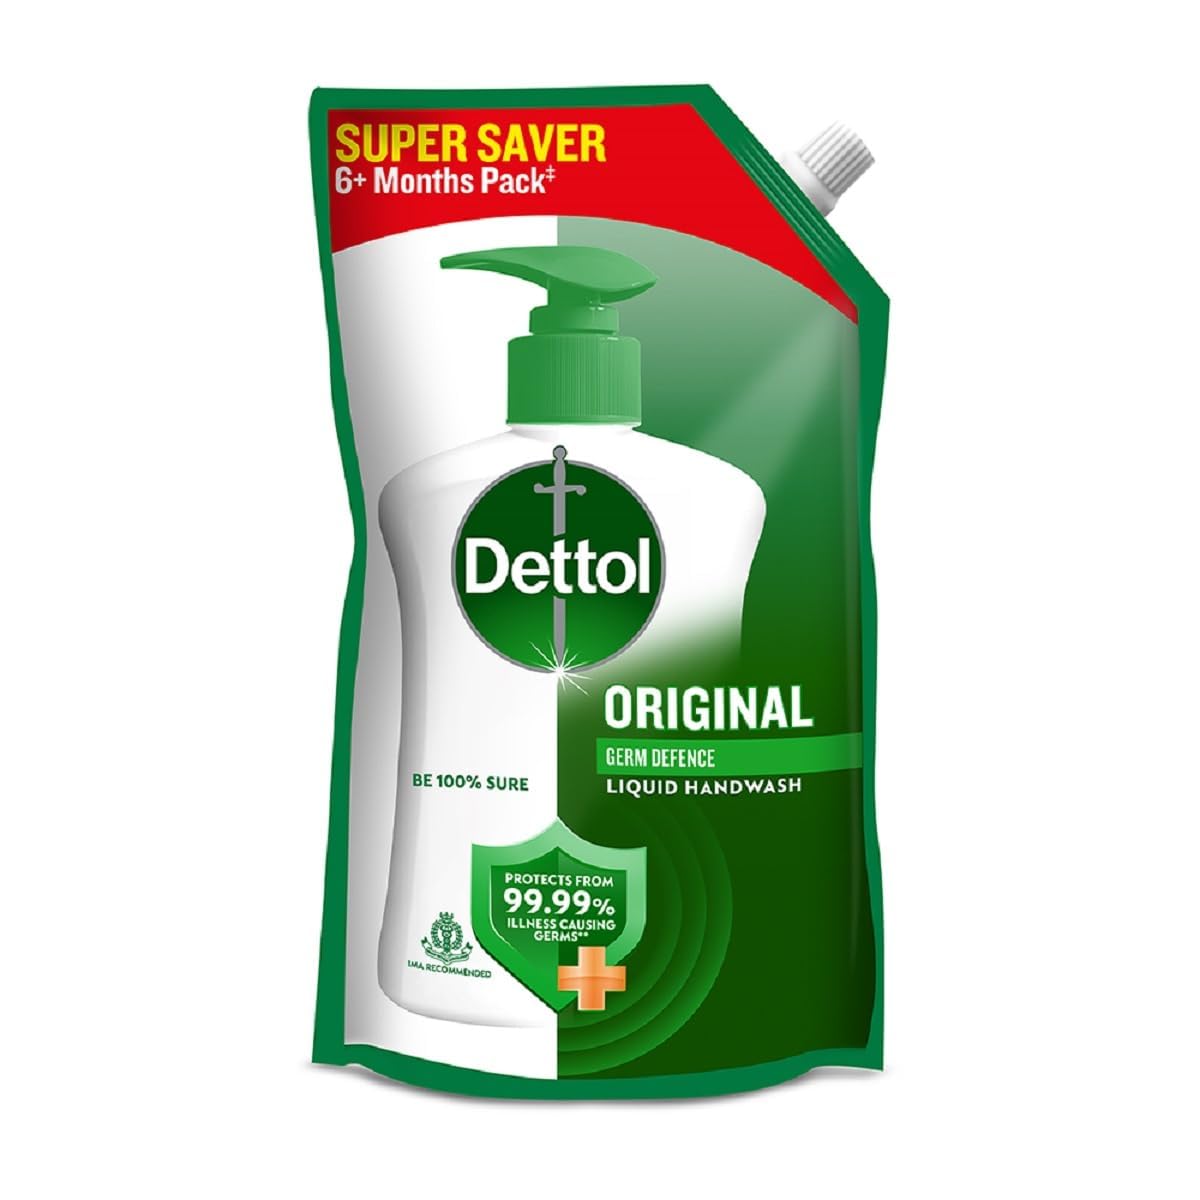 SUPER SAVER
6+ Months Pack‡
Dettol
ORIGINAL
GERM DEFENCE
LIQUID HANDWASH
BE 100% SURE
PROTECTS FROM
99.99%
ILLNESS CAUSING
GERMS**
I.M.A. RECOMMENDED